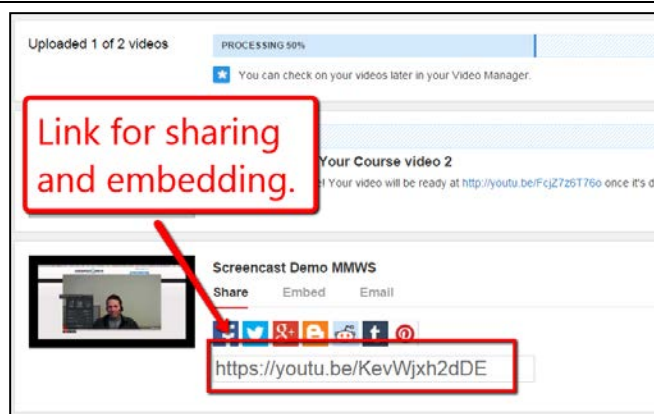 Uploaded 1 of 2 videos
PROCESSING 50%
You can check on your videos later in your Video Manager.
Link for sharing
and embedding.
Your Course video 2
! Your video will be ready at http://youtu.be/FcjZ7z6T76o once it's d
Screencast Demo MMWS
Share Embed Email
https://youtu.be/KevWjxh2dDE